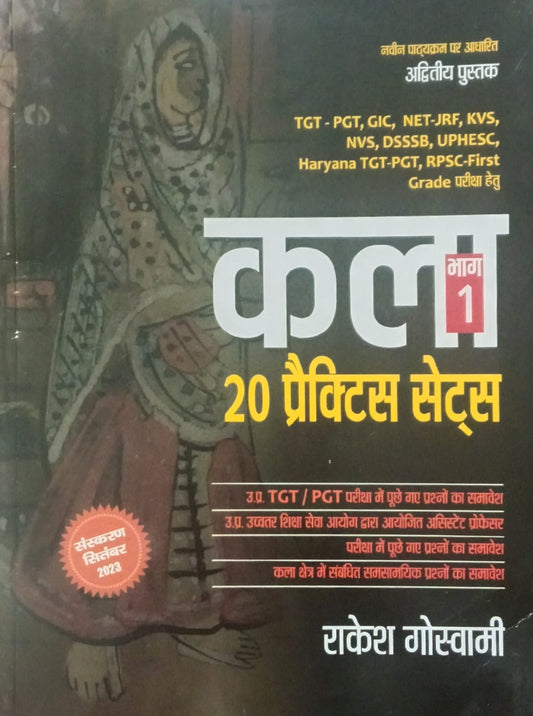 नवीन पाठ्यक्रम पर आधारित
अद्वितीय पुस्तक
TGT - PGT, GIC, NET-JRF, KVS,
NVS, DSSSB, UPHESC,
Haryana TGT-PGT, RPSC-First
Grade परीक्षा हेतु
कला
भाग
1
20 प्रैक्टिस सेट्स
उ.प्र. TGT / PGT परीक्षा में पूछे गए प्रश्नों का समावेश
उ.प्र. उच्चतर शिक्षा सेवा आयोग द्वारा आयोजित असिस्टेंट प्रोफेसर
परीक्षा में पूछे गए प्रश्नों का समावेश
कला क्षेत्र में संबंधित समसामयिक प्रश्नों का समावेश
संस्करण
सितंबर
2023
राकेश गोस्वामी